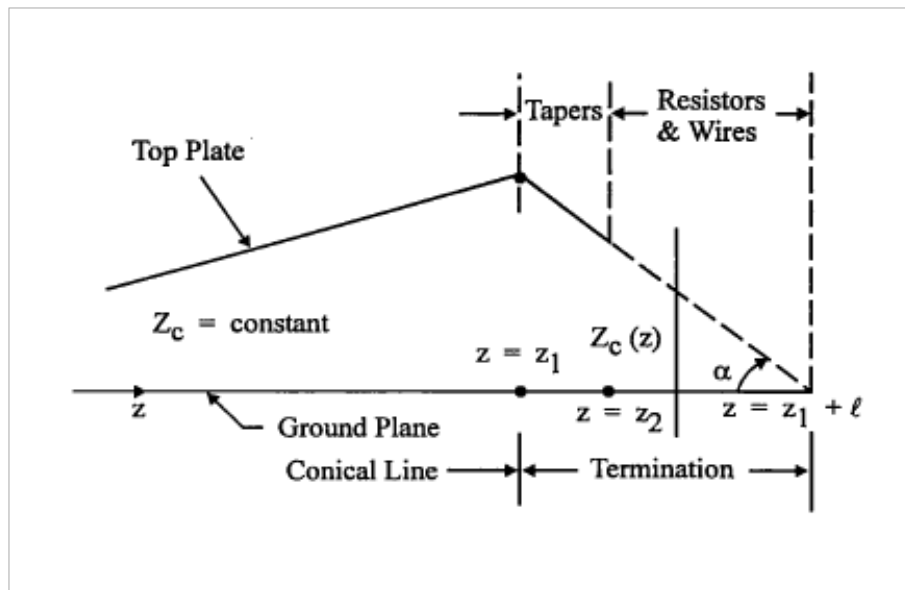 Tapers
Resistors
& Wires
Top Plate
Z_c = constant
z = z_1
Z_c (z)
α
z
z = z_2
z = z_1 + ℓ
Ground Plane
Conical Line
Termination